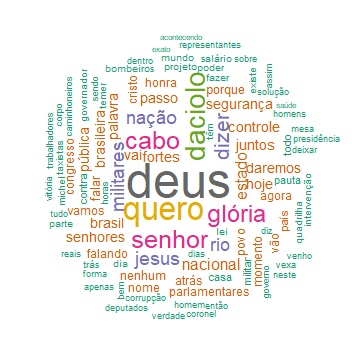 acontecendo
exato
representantes
dentro
mundo
salário
sobre
bombeiros
projeto
poder
assim
fazer
existe
solução
governador
sendo
temer
cristo
honra
porque
saúde
homens
corpo
caminhoneiros
palavra
passo
segurança
daciolo
nação
dizer
têm
controle
mesa
trabalhadores
taxistas
congresso
pública
brasileira
cabo
juntos
todo
presidência
deixar
vai
fortes
militares
deus
estado
daremos
vitória
michel
contra
falar
horas
hoje
pauta
intervenção
quero
glória
agora
tudo
vamos
parte
brasil
senhor
lei
povo
diz
país
quadrilha
senhores
rio
vão
reais
falando
jesus
dias
momento
venho
trás
dia
nacional
militar
forma
nenhum
atrás
casa
governo
vexa
neste
apenas
bem
nome
parlamentares
corrupção
deputados
homem
então
verdade
coronel